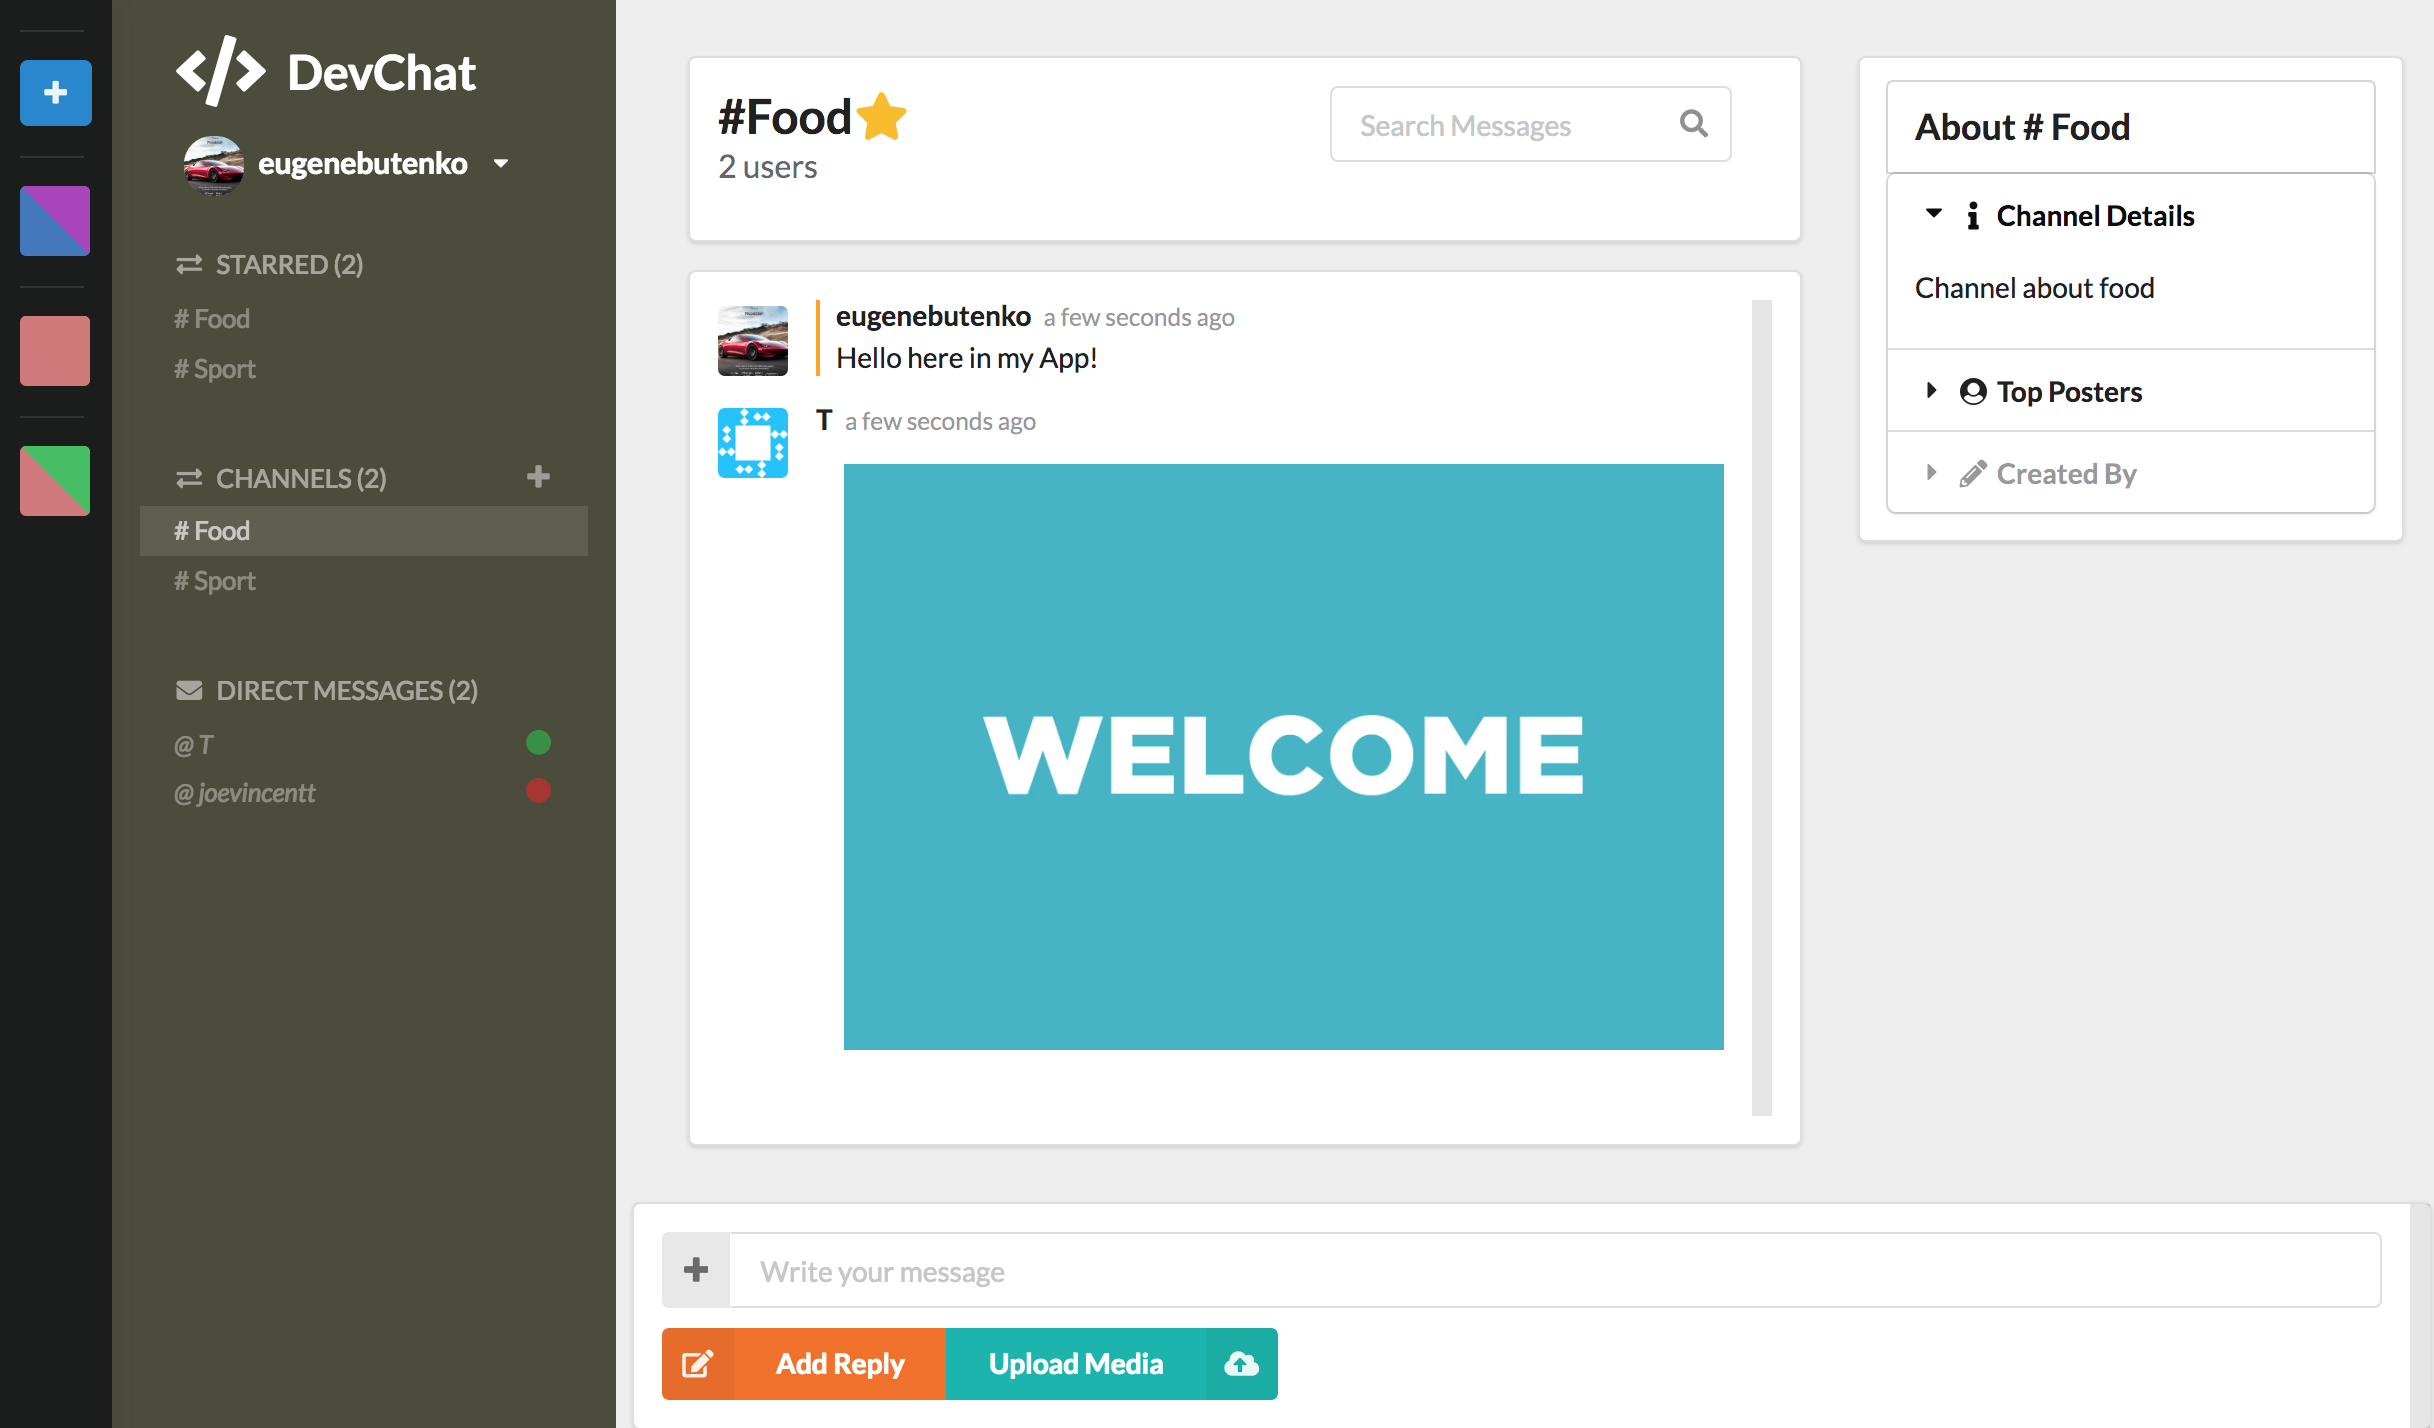 DevChat
eugenebutenko
STARRED (2)
# Food
# Sport
CHANNELS (2)
# Food
# Sport
DIRECT MESSAGES (2)
@ T
@ joevincentt
#Food
2 users
Search Messages
eugenebutenko a few seconds ago
Hello here in my App!
T a few seconds ago
WELCOME
Write your message
Add Reply
Upload Media
About # Food
Channel Details
Channel about food
Top Posters
Created By